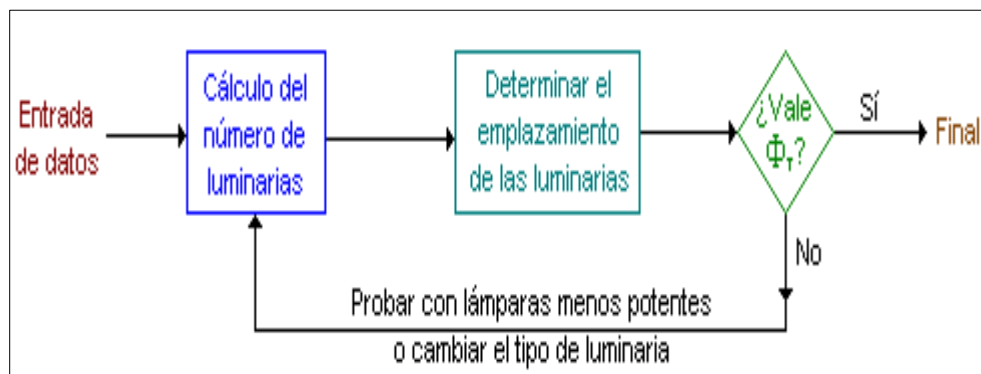 Entrada
de datos
Cálculo del
número de
luminarias
Determinar el
emplazamiento
de las luminarias
¿Vale
Φ_T?
Sí
Final
No
Probar con lámparas menos potentes
o cambiar el tipo de luminaria